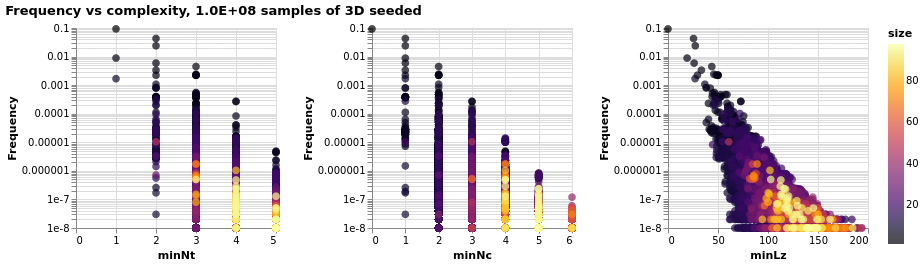 Frequency vs complexity, 1.0E+08 samples of 3D seeded
Frequency
0.1
0.01
0.001
0.0001
0.00001
0.000001
1e-7
1e-8
0 1 2 3 4 5
minNt
Frequency
0.1
0.01
0.001
0.0001
0.00001
0.000001
1e-7
1e-8
0 1 2 3 4 5 6
minNc
Frequency
0.1
0.01
0.001
0.0001
0.00001
0.000001
1e-7
1e-8
0 50 100 150 200
minLz
size
80
60
40
20